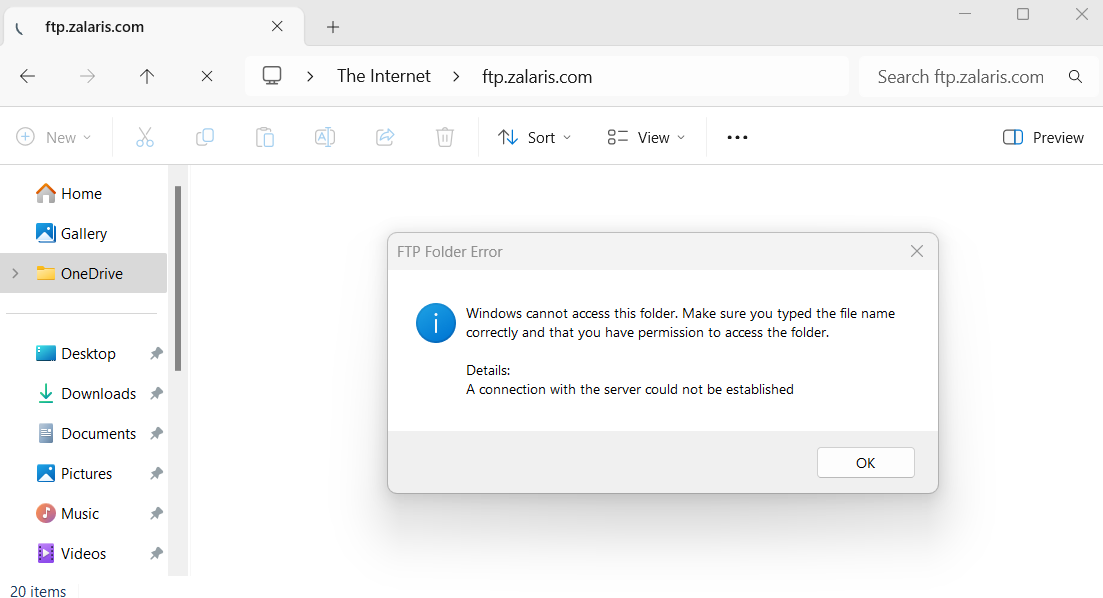 ftp.zalaris.com
The Internet
ftp.zalaris.com
Search ftp.zalaris.com
New
A
Sort
View
Preview
Home
Gallery
OneDrive
Desktop
Downloads
Documents
Pictures
Music
Videos
20 items
FTP Folder Error
Windows cannot access this folder. Make sure you typed the file name
correctly and that you have permission to access the folder.
Details:
A connection with the server could not be established
OK